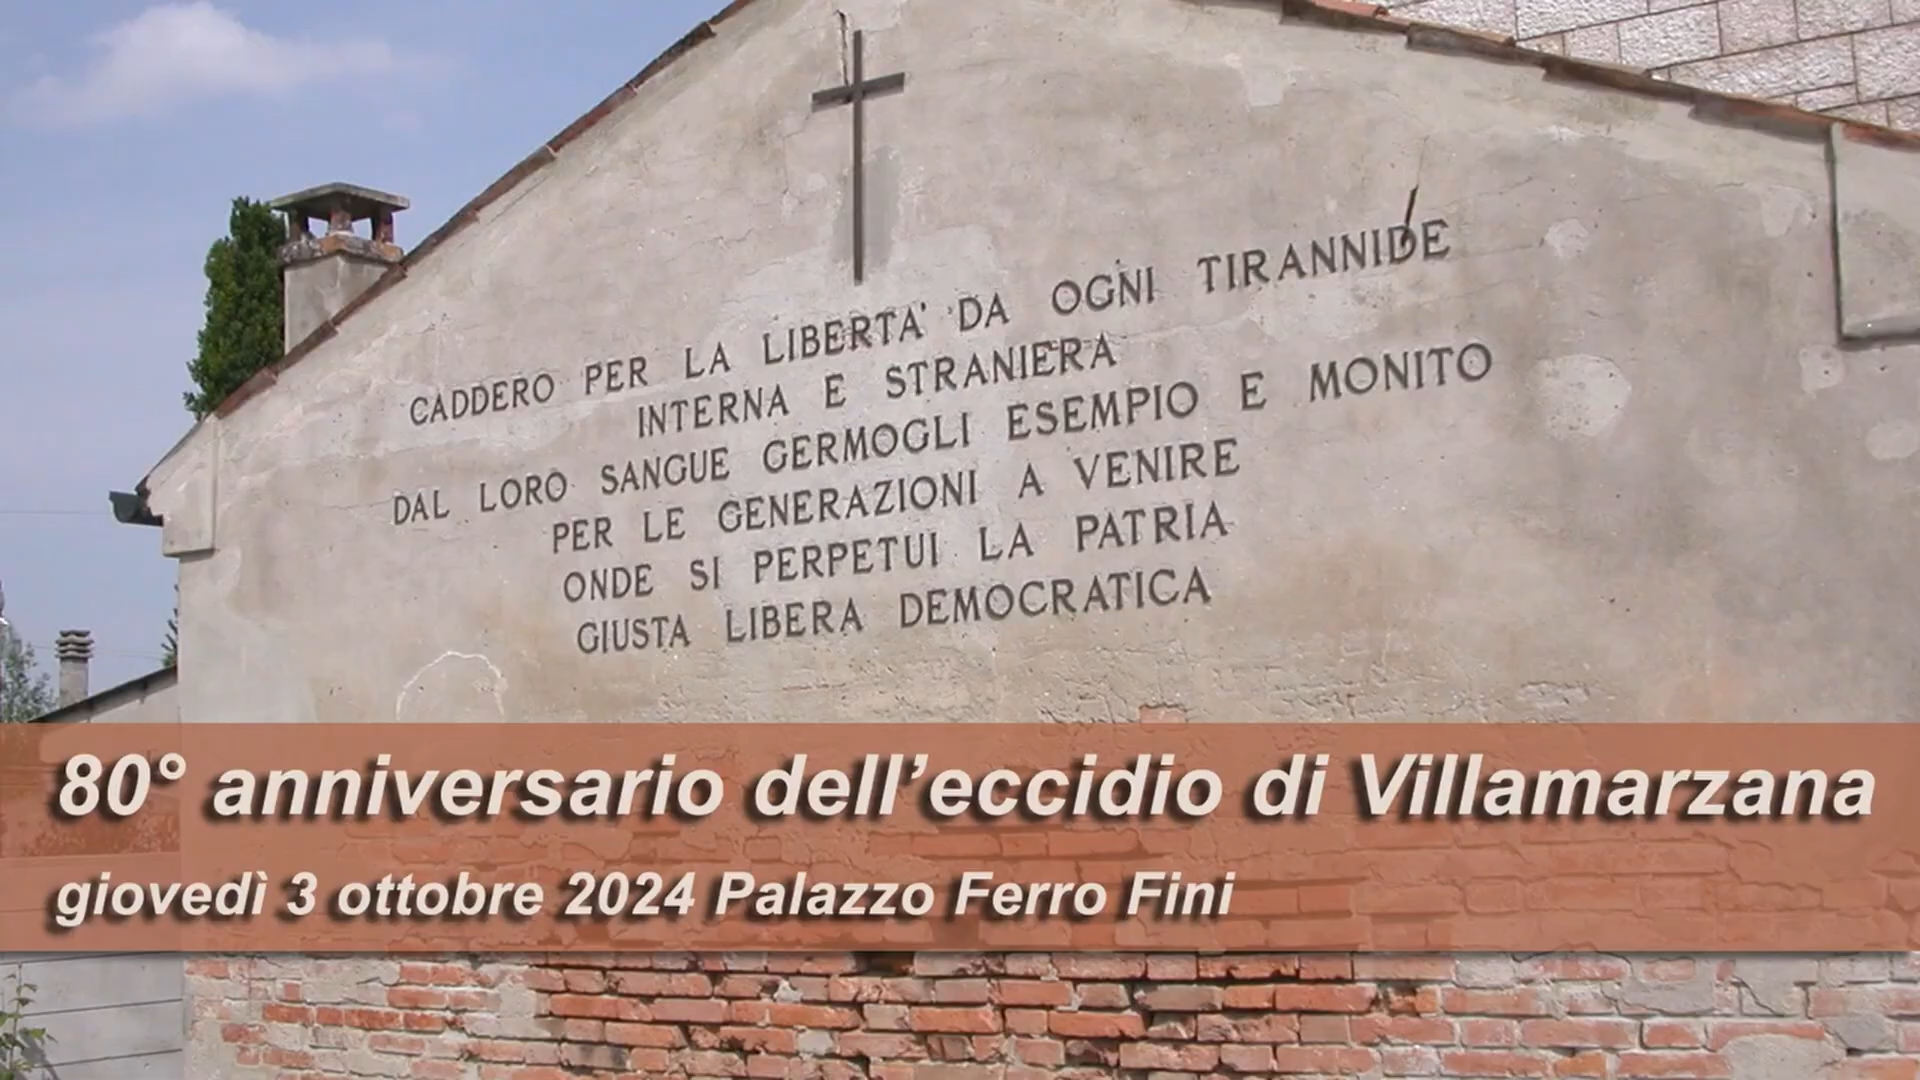 CADDERO PER LA LIBERTA' DA OGNI TIRANNIDE
INTERNA E STRANIERA
DAL LORO SANGUE GERMOGLI ESEMPIO E MONITO
PER LE GENERAZIONI A VENIRE
ONDE SI PERPETUI LA PATRIA
GIUSTA LIBERA DEMOCRATICA
80° anniversario dell’eccidio di Villamarzana
giovedì 3 ottobre 2024 Palazzo Ferro Fini